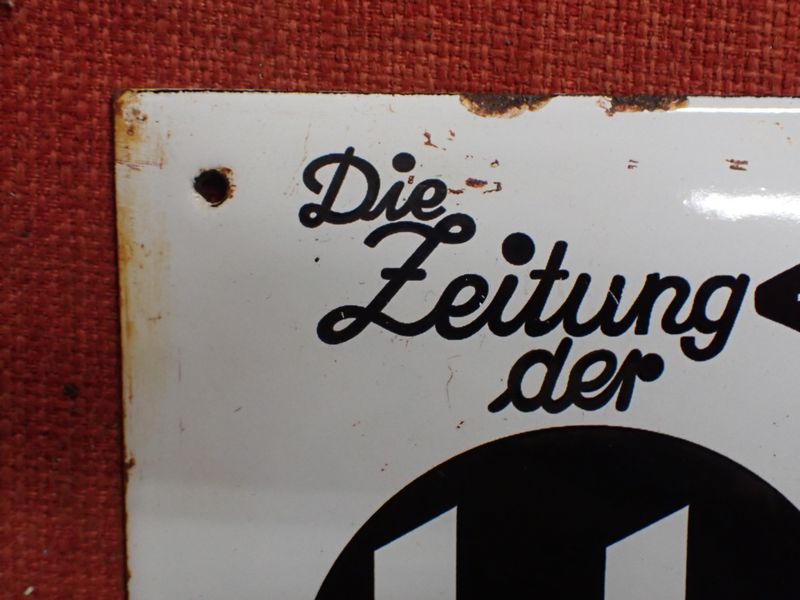 Die
Zeitung
der